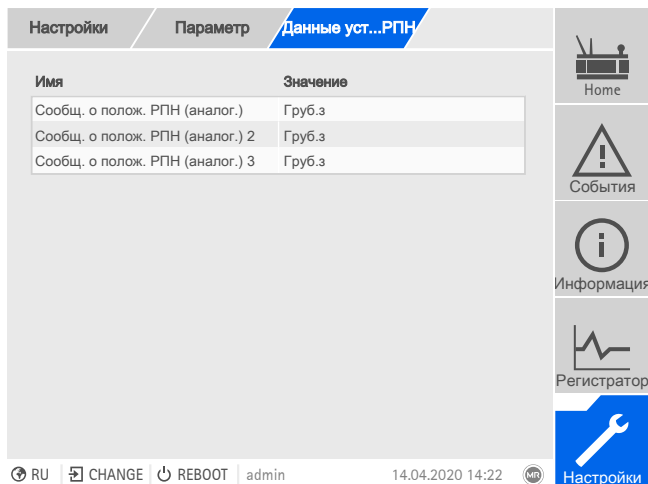 Настройки Параметр Данные уст...РПН
Имя Значение
Сообщ. о полож. РПН (аналог.) Груб.з
Сообщ. о полож. РПН (аналог.) 2 Груб.з
Сообщ. о полож. РПН (аналог.) 3 Груб.з
Home
События
Информация
Регистратор
Настройки
RU CHANGE REBOOT admin 14.04.2020 14:22 MR